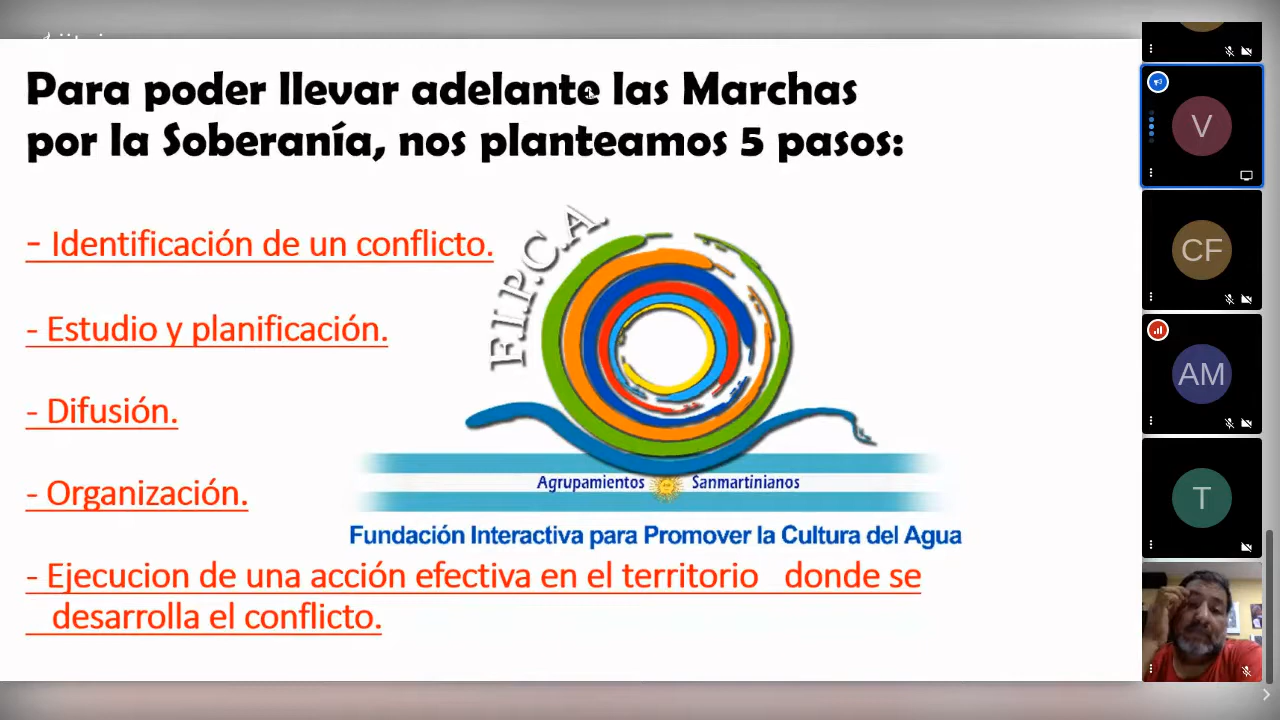 Para poder llevar adelante las Marchas
por la Soberanía, nos planteamos 5 pasos:
- Identificación de un conflicto.
- Estudio y planificación.
- Difusión.
- Organización.
- Ejecucion de una acción efectiva en el territorio donde se
desarrolla el conflicto.
F.I.P.C.A.
Agrupamientos Sanmartinianos
Fundación Interactiva para Promover la Cultura del Agua
V
CF
AM
T